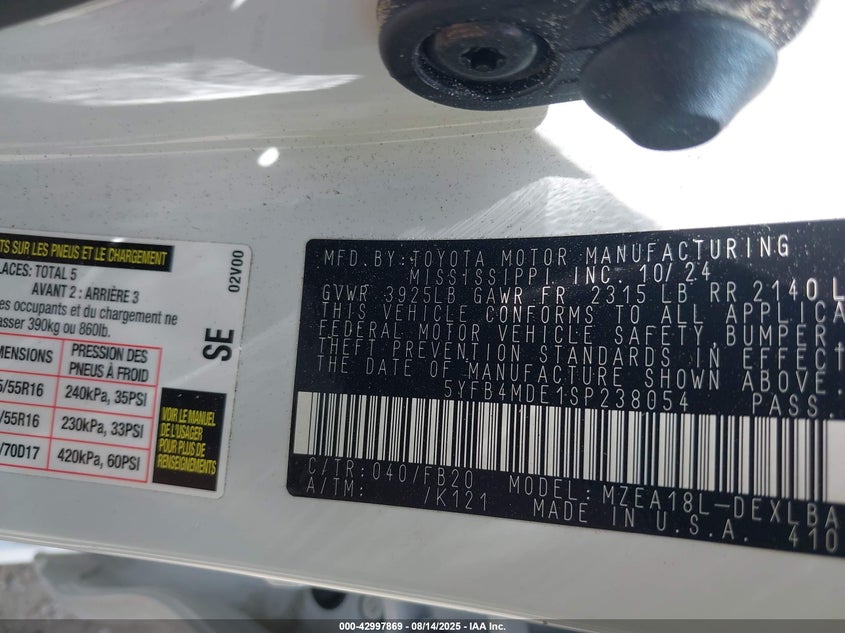 TS SUR LES PNEUS ET LE CHARGEMENT
LACES: TOTAL 5
AVANT 2 : ARRIÈRE 3
es occupants et du chargement ne
asser 390kg ou 860lb.
MENSIONS PRESSION DES PNEUS À FROID
5/55R16 240kPa, 35PSI
/55R16 230kPa, 33PSI
/70D17 420kPa, 60PSI
02V00
SE
VOIR LE MANUEL
DE L'USAGER
POUR PLUS DE
RENSEIGNEMENTS
MFD.BY:TOYOTA MOTOR MANUFACTURING
MISSISSIPPI INC. 10/24
GVWR 3925LB GAWR FR 2315 LB RR 2140 L
THIS VEHICLE CONFORMS TO ALL APPLICA
FEDERAL MOTOR VEHICLE SAFETY,BUMPER,
THEFT PREVENTION STANDARDS IN EFFECT
THE DATE OF MANUFACTURE SHOWN ABOVE.
5YFB4MDE1SP238054 PASS.
C/TR:040/FB20 MODEL:MZEA18L-DEXLBA
A/TM: /K121 MADE IN U.S.A. 410
000-42997869 - 08/14/2025 - IAA Inc.